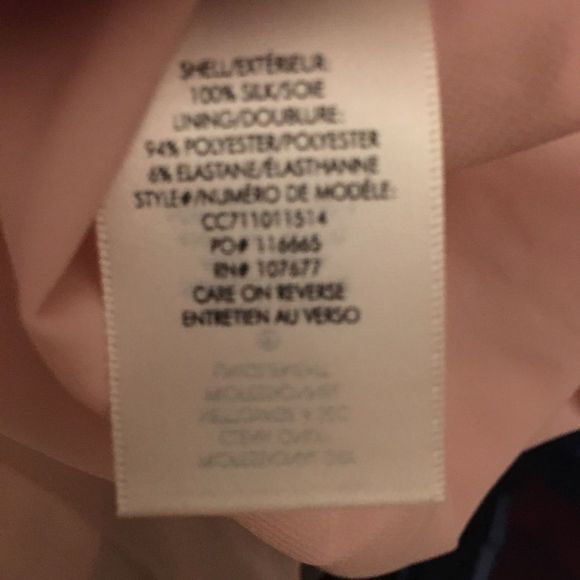 SHELL/EXTÉRIEUR:
100% SILK/SOIE
LINING/DOUBLURE:
94% POLYESTER/POLYESTER
6% ELASTANE/ÉLASTHANNE
STYLE#/NUMÉRO DE MODÈLE:
CC711011514
PO# 116665
RN# 107677
CARE ON REVERSE
ENTRETIEN AU VERSO